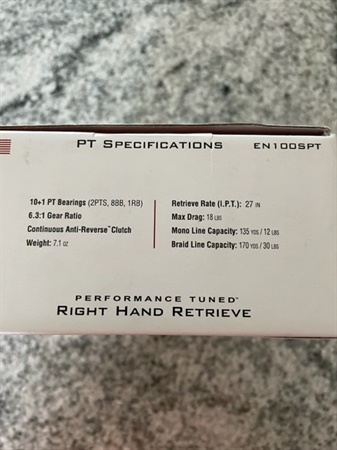 PT SPECIFICATIONS EN100SPT
10+1 PT Bearings (2PTS, 8BB, 1RB)
6.3:1 Gear Ratio
Continuous Anti-Reverse™ Clutch
Weight: 7.1 oz
Retrieve Rate (I.P.T.): 27 IN
Max Drag: 18 LBS
Mono Line Capacity: 135 YDS / 12 LBS
Braid Line Capacity: 170 YDS / 30 LBS
PERFORMANCE TUNED™
RIGHT HAND RETRIEVE